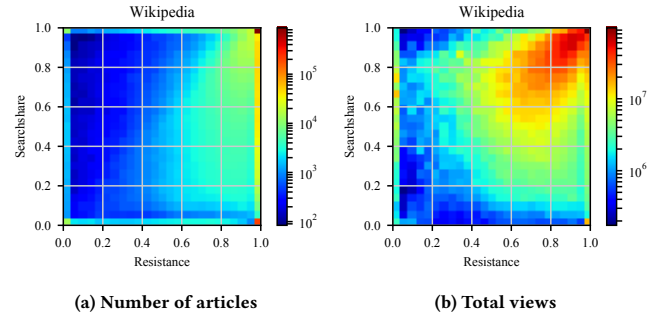 Wikipedia
1.0
0.8
0.6
0.4
0.2
0.0
Searchshare
0.0 0.2 0.4 0.6 0.8 1.0
Resistance
10^5
10^4
10^3
10^2
(a) Number of articles
Wikipedia
1.0
0.8
0.6
0.4
0.2
0.0
Searchshare
0.0 0.2 0.4 0.6 0.8 1.0
Resistance
10^7
10^6
(b) Total views